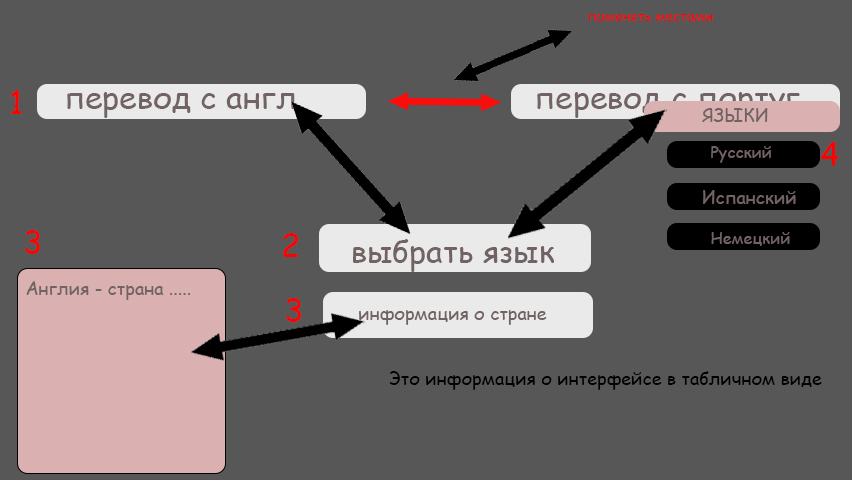 поменять местами
1 перевод с англ
перевод с португ
ЯЗЫКИ
Русский 4
Испанский
Немецкий
3
2 выбрать язык
Англия - страна .....
3 информация о стране
Это информация о интерфейсе в табличном виде